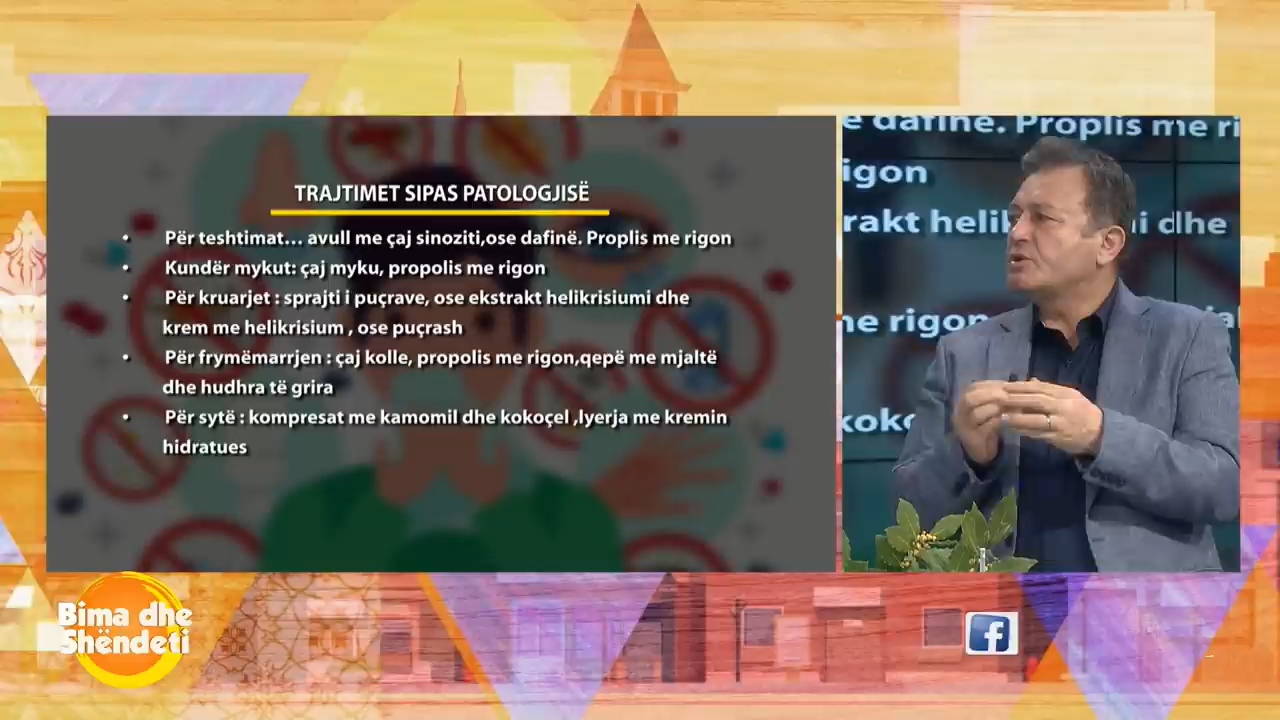 TRAJTIMET SIPAS PATOLOGJISË
• Për teshtimat... avull me çaj sinoziti,ose dafinë. Proplis me rigon
• Kundër mykut: çaj myku, propolis me rigon
• Për kruarjet : sprajti i puçrave, ose ekstrakt helikrisiumi dhe
krem me helikrisium , ose puçrash
• Për frymëmarrjen : çaj kolle, propolis me rigon,qepë me mjaltë
dhe hudhra të grira
• Për sytë : kompresat me kamomil dhe kokoçel ,lyerja me kremin
hidratues
e dafinë. Proplis me ri
igon
rakt helik i dhe
me rigon
koko
Bima dhe
Shëndeti
f